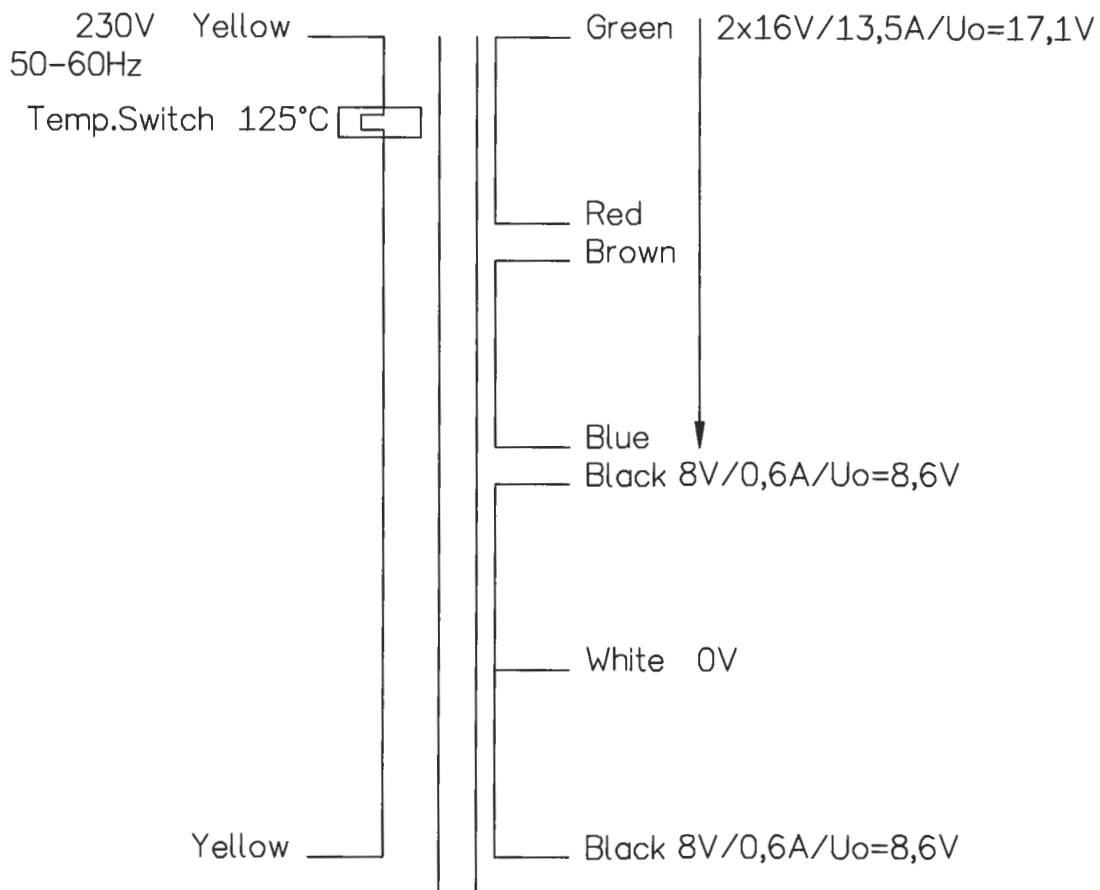 230V Yellow
50-60Hz
Temp.Switch 125°C
Yellow
Green 2x16V/13,5A/Uo=17,1V
Red
Brown
Blue
Black 8V/0,6A/Uo=8,6V
White 0V
Black 8V/0,6A/Uo=8,6V